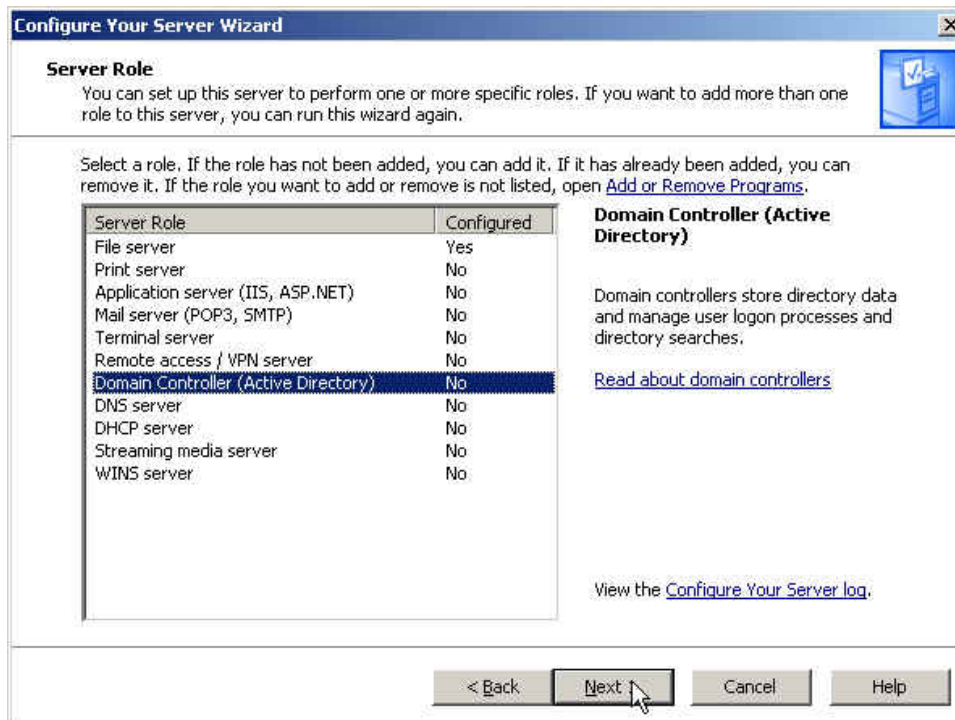 Configure Your Server Wizard
Server Role
You can set up this server to perform one or more specific roles. If you want to add more than one
role to this server, you can run this wizard again.
Select a role. If the role has not been added, you can add it. If it has already been added, you can
remove it. If the role you want to add or remove is not listed, open Add or Remove Programs.
Server Role Configured
File server Yes
Print server No
Application server (IIS, ASP.NET) No
Mail server (POP3, SMTP) No
Terminal server No
Remote access / VPN server No
Domain Controller (Active Directory) No
DNS server No
DHCP server No
Streaming media server No
WINS server No
Domain Controller (Active
Directory)
Domain controllers store directory data
and manage user logon processes and
directory searches.
Read about domain controllers
View the Configure Your Server log.
< Back Next > Cancel Help